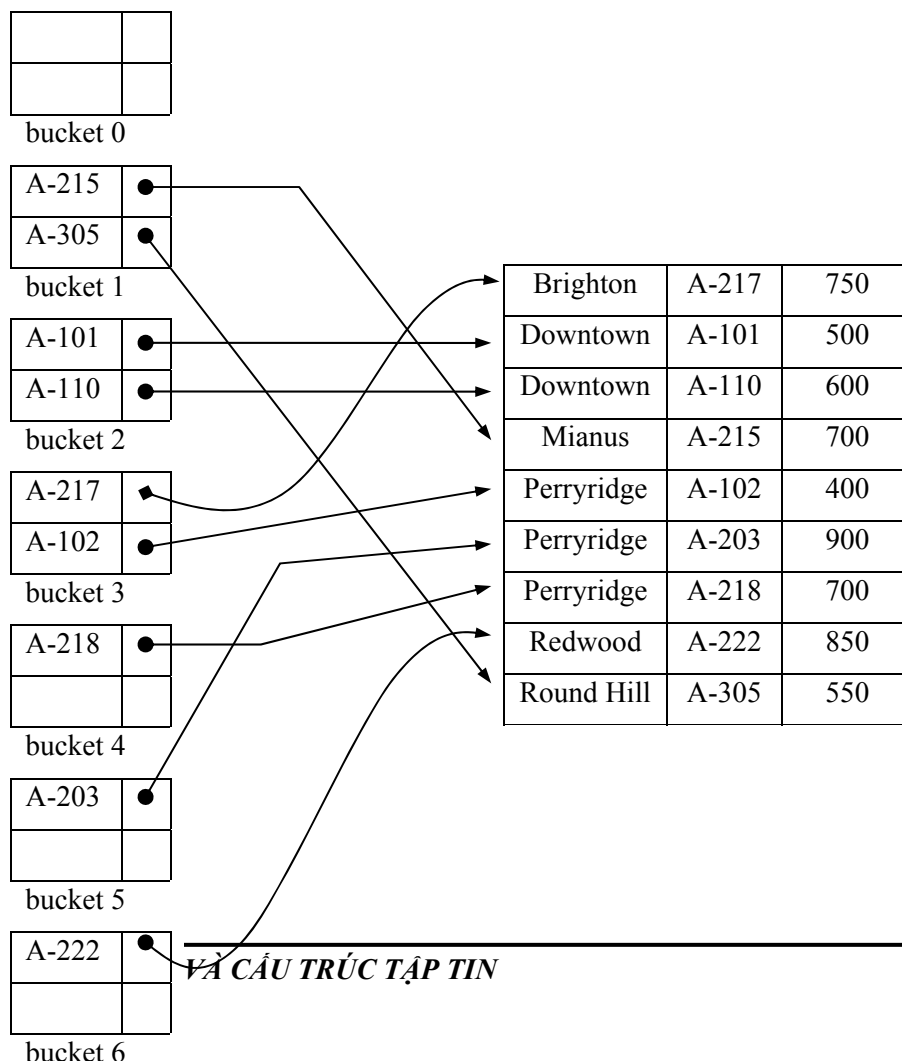 bucket 0
A-215
A-305
bucket 1
A-101
A-110
bucket 2
A-217
A-102
bucket 3
A-218
bucket 4
A-203
bucket 5
A-222
bucket 6
Brighton A-217 750
Downtown A-101 500
Downtown A-110 600
Mianus A-215 700
Perryridge A-102 400
Perryridge A-203 900
Perryridge A-218 700
Redwood A-222 850
Round Hill A-305 550
VÀ CẤU TRÚC TẬP TIN